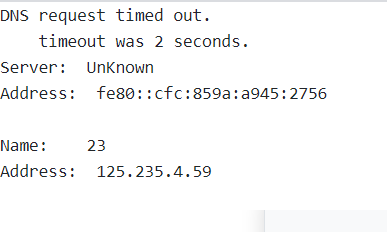 DNS request timed out.
timeout was 2 seconds.
Server: UnKnown
Address: fe80::cfc:859a:a945:2756
Name: 23
Address: 125.235.4.59